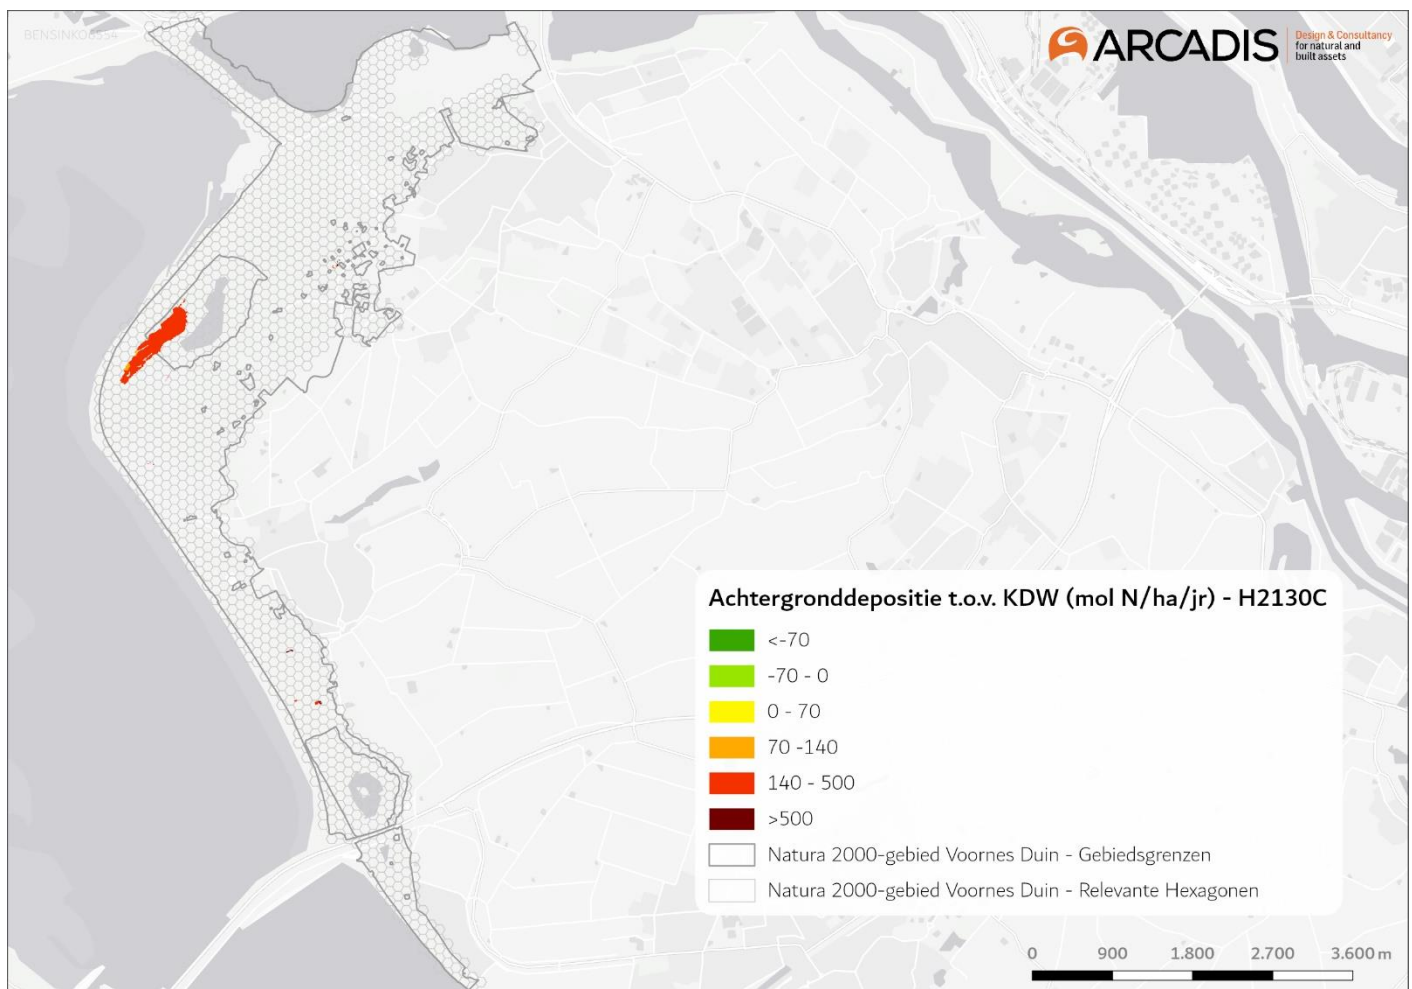 BENSINKO6554
ARCADIS
Design & Consultancy
for natural and
built assets
Achtergronddepositie t.o.v. KDW (mol N/ha/jr) - H2130C
<-70
-70 - 0
0 - 70
70 -140
140 - 500
>500
Natura 2000-gebied Voornes Duin - Gebiedsgrenzen
Natura 2000-gebied Voornes Duin - Relevante Hexagonen
0 900 1.800 2.700 3.600 m